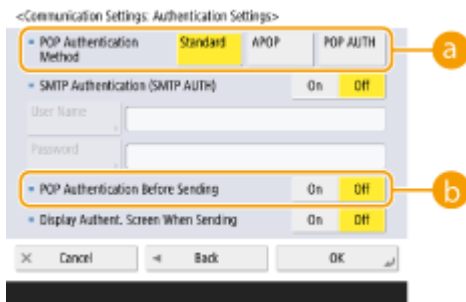 <Communication Settings: Authentication Settings>
▪ POP Authentication Method Standard APOP POP AUTH
a
▪ SMTP Authentication (SMTP AUTH) On Off
User Name
Password
▪ POP Authentication Before Sending On Off
b
▪ Display Authent. Screen When Sending On Off
× Cancel ◄ Back OK